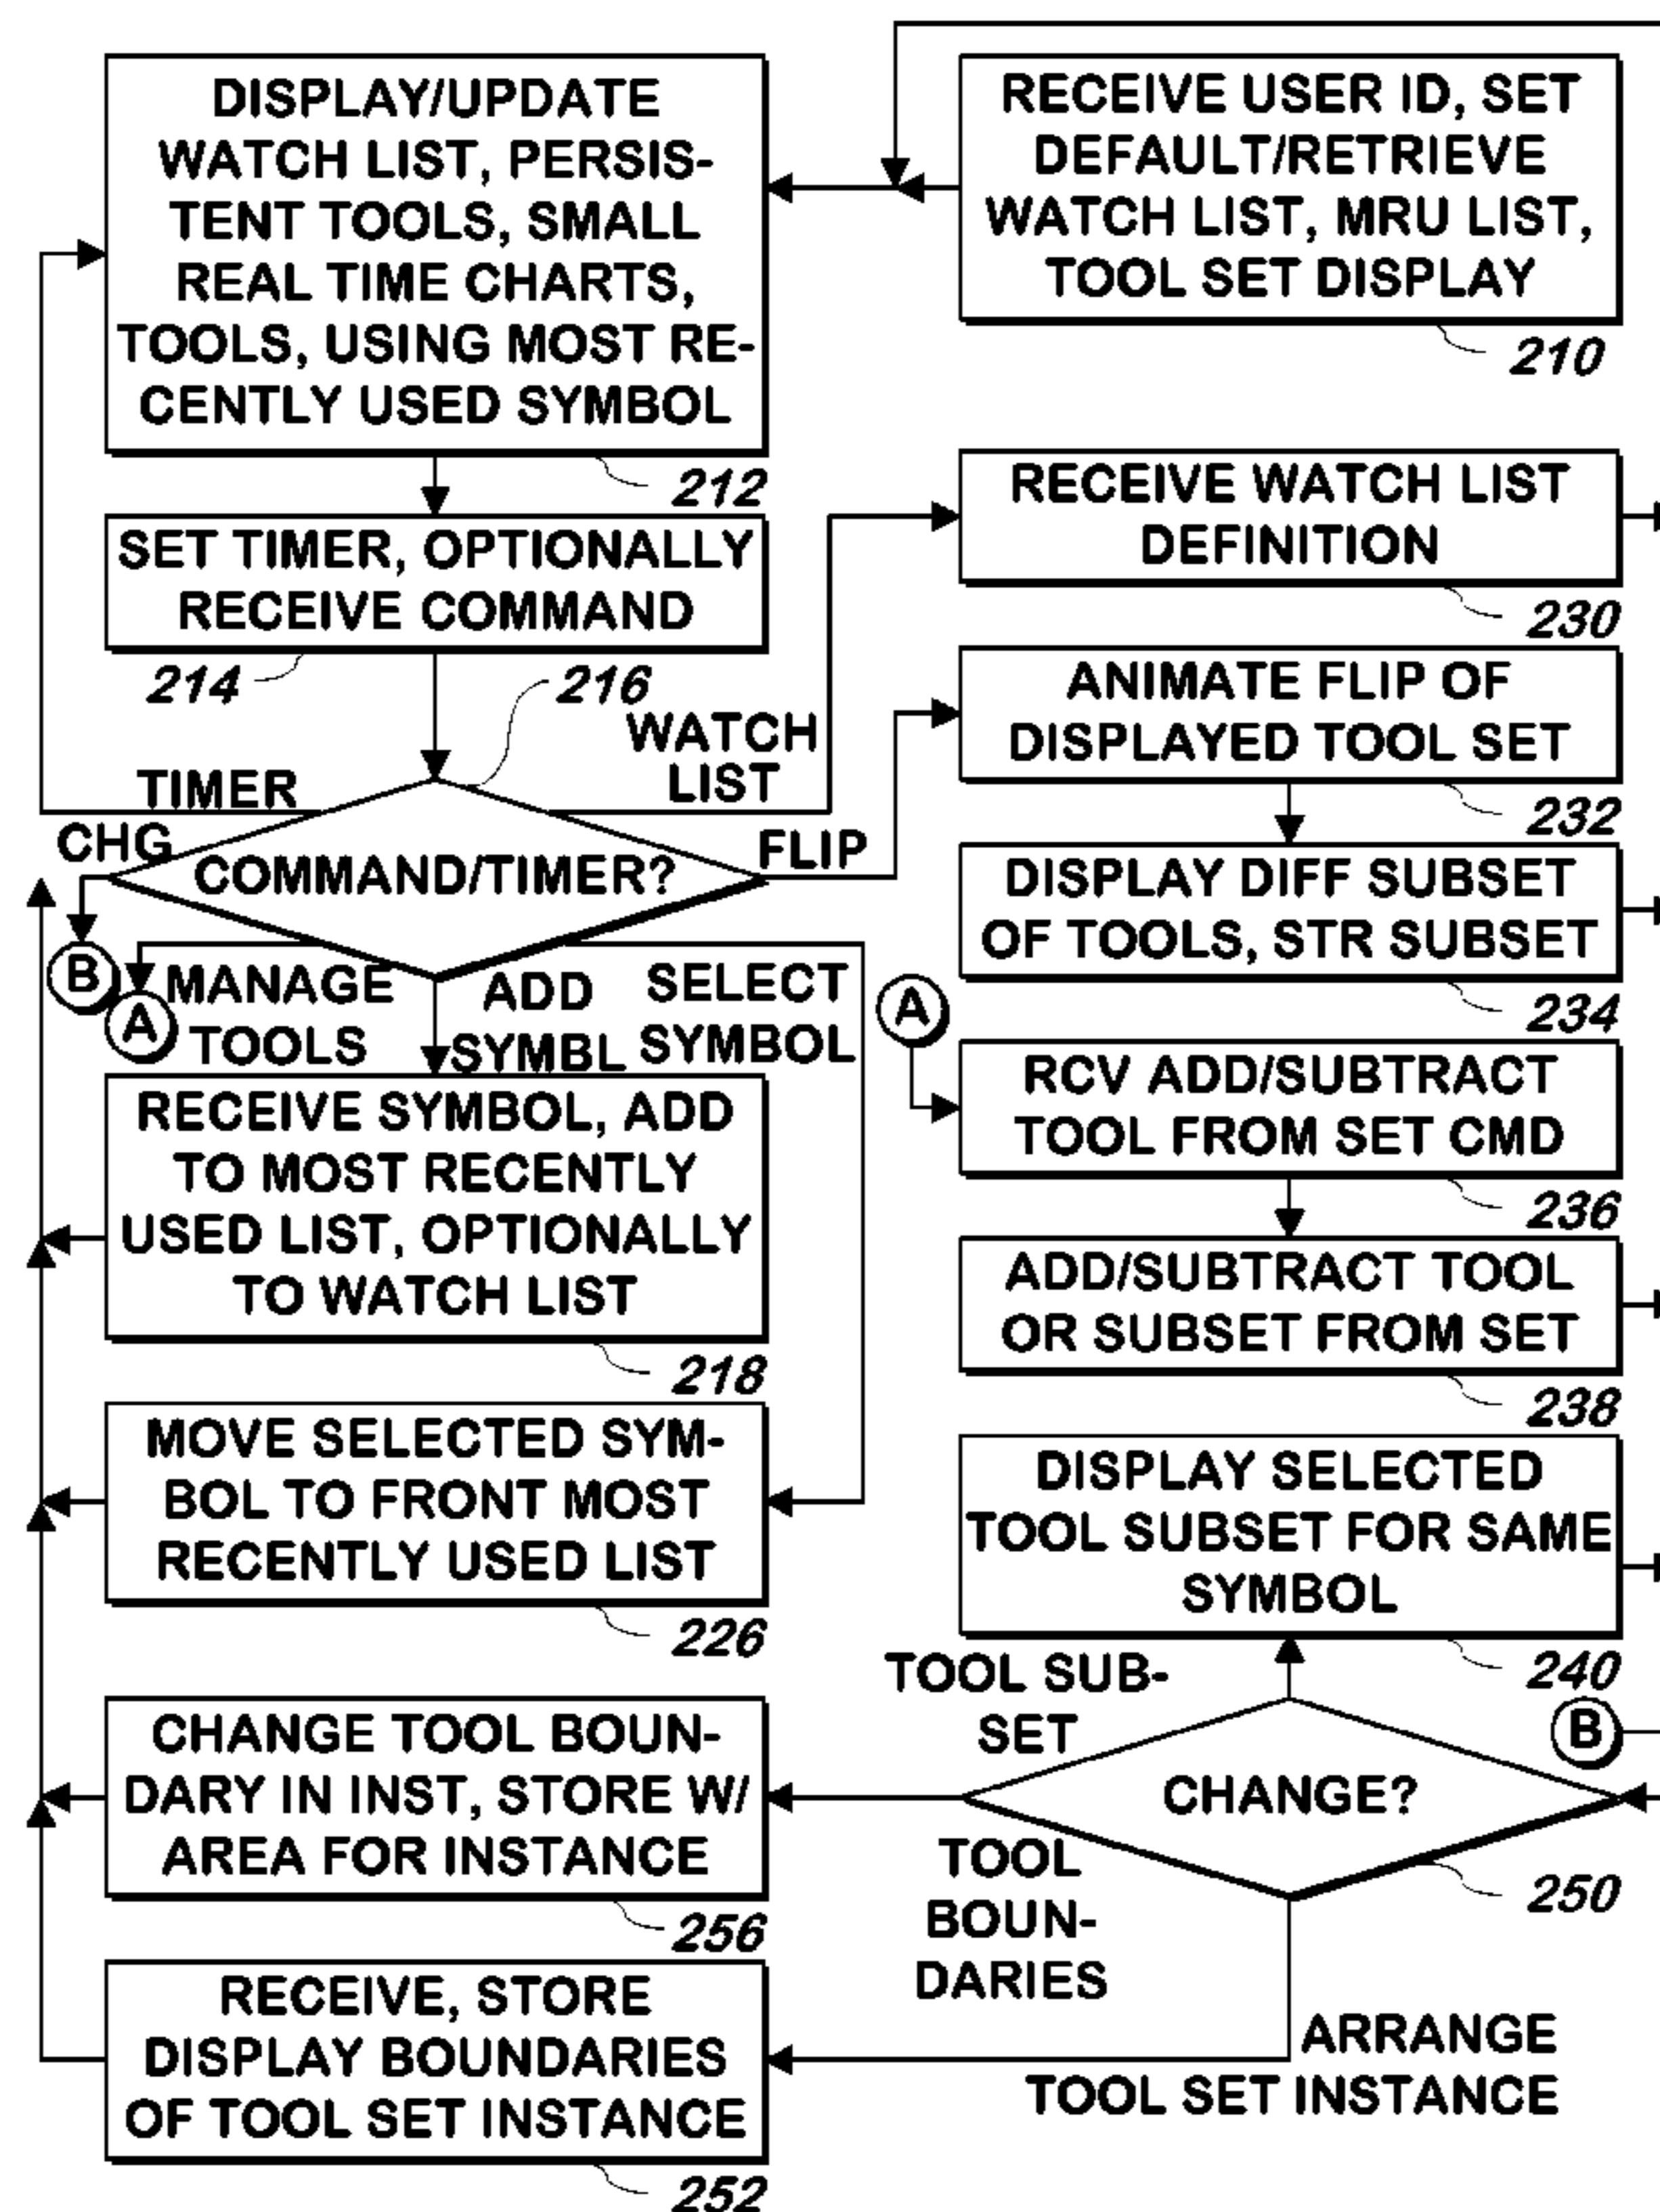 DISPLAY/UPDATE
WATCH LIST, PERSIS-
TENT TOOLS, SMALL
REAL TIME CHARTS,
TOOLS, USING MOST RE-
CENTLY USED SYMBOL
212
RECEIVE USER ID, SET
DEFAULT/RETRIEVE
WATCH LIST, MRU LIST,
TOOL SET DISPLAY
210
SET TIMER, OPTIONALLY
RECEIVE COMMAND
214
216
RECEIVE WATCH LIST
DEFINITION
230
WATCH
LIST
TIMER
CHG
COMMAND/TIMER?
FLIP
ANIMATE FLIP OF
DISPLAYED TOOL SET
232
DISPLAY DIFF SUBSET
OF TOOLS, STR SUBSET
234
B
A
MANAGE
TOOLS
ADD
SYMBL
SELECT
SYMBOL
A
RCV ADD/SUBTRACT
TOOL FROM SET CMD
236
RECEIVE SYMBOL, ADD
TO MOST RECENTLY
USED LIST, OPTIONALLY
TO WATCH LIST
218
ADD/SUBTRACT TOOL
OR SUBSET FROM SET
238
MOVE SELECTED SYM-
BOL TO FRONT MOST
RECENTLY USED LIST
226
DISPLAY SELECTED
TOOL SUBSET FOR SAME
SYMBOL
240
TOOL SUB-
SET
B
CHANGE TOOL BOUN-
DARY IN INST, STORE W/
AREA FOR INSTANCE
256
CHANGE?
250
TOOL
BOUN-
DARIES
RECEIVE, STORE
DISPLAY BOUNDARIES
OF TOOL SET INSTANCE
252
ARRANGE
TOOL SET INSTANCE